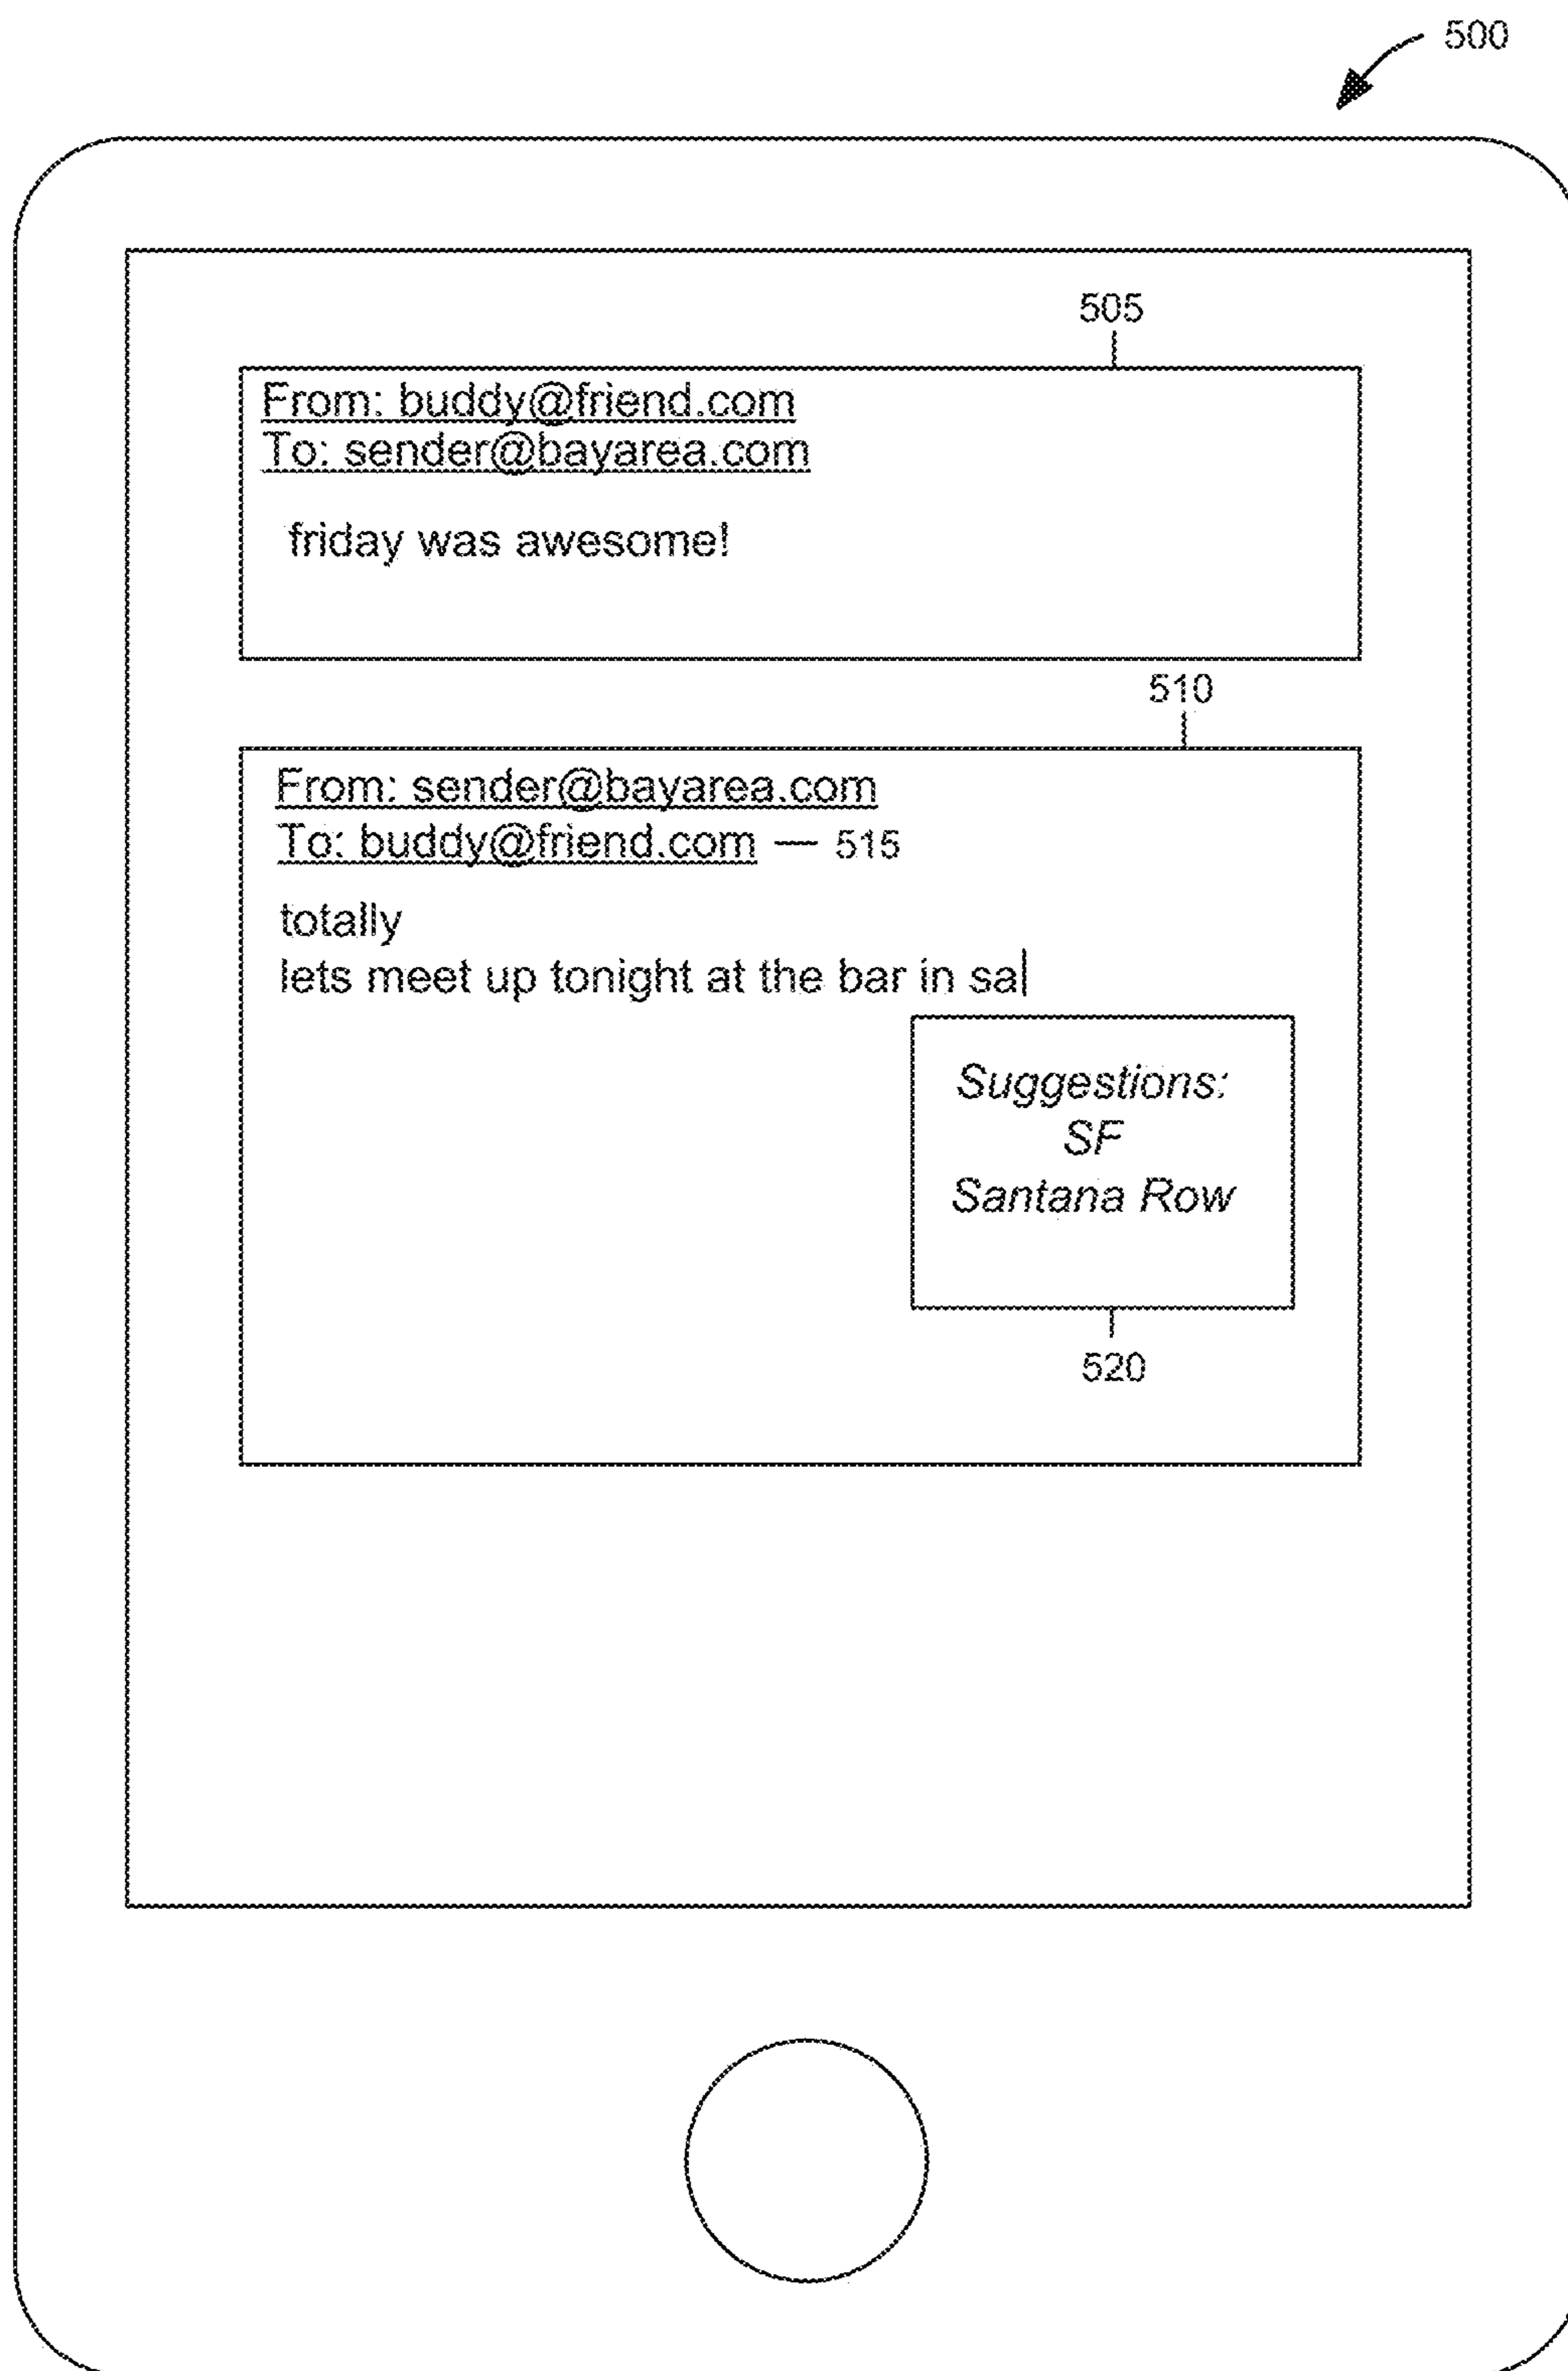 500
505
From: buddy@friend.com
To: sender@bayarea.com
friday was awesome!
510
From: sender@bayarea.com
To: buddy@friend.com — 515
totally
lets meet up tonight at the bar in sa|
Suggestions:
SF
Santana Row
520